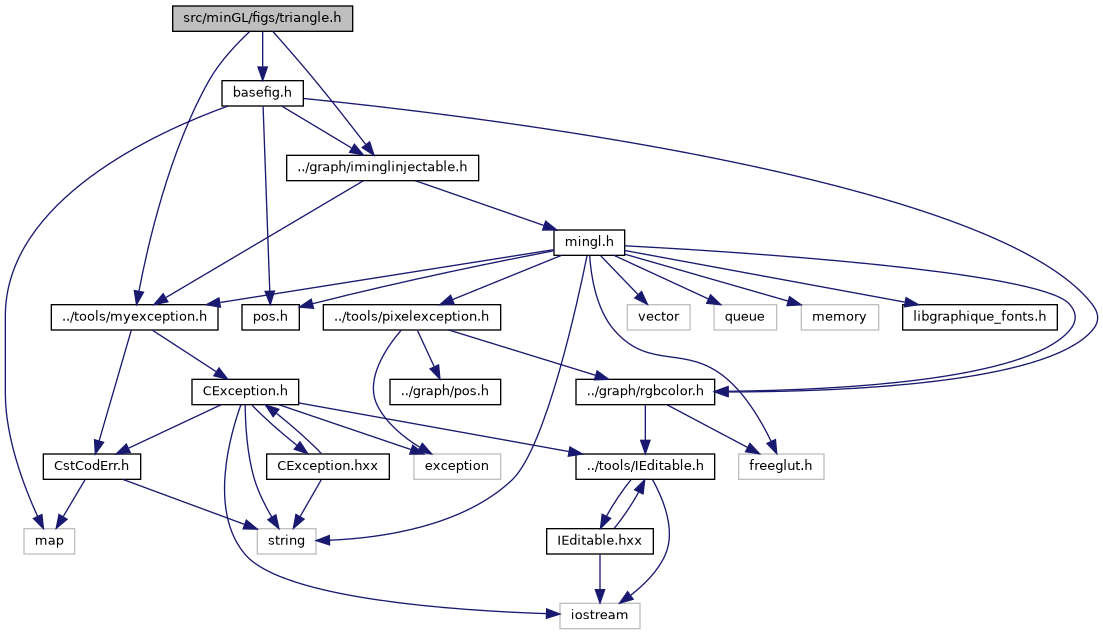 src/minGL/figs/triangle.h
basefig.h
../graph/iminglinjectable.h
mingl.h
../tools/myexception.h
pos.h
../tools/pixelexception.h
vector
queue
memory
libgraphique_fonts.h
CException.h
../graph/pos.h
../graph/rgbcolor.h
CstCodErr.h
CException.hxx
exception
../tools/IEditable.h
freeglut.h
map
string
IEditable.hxx
iostream